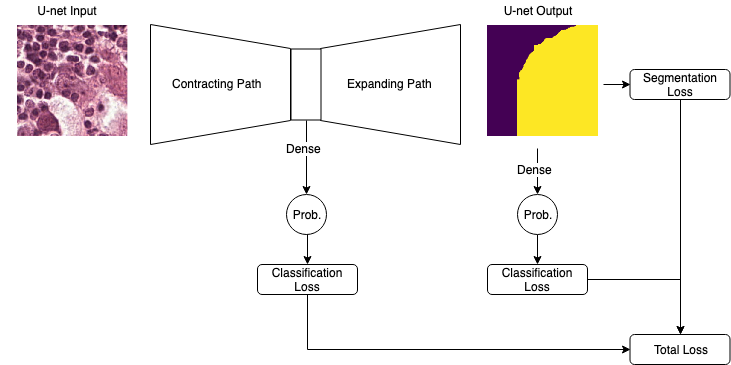 U-net Input
U-net Output
Contracting Path
Expanding Path
Segmentation
Loss
Dense
Dense
Prob.
Prob.
Classification
Loss
Classification
Loss
Total Loss